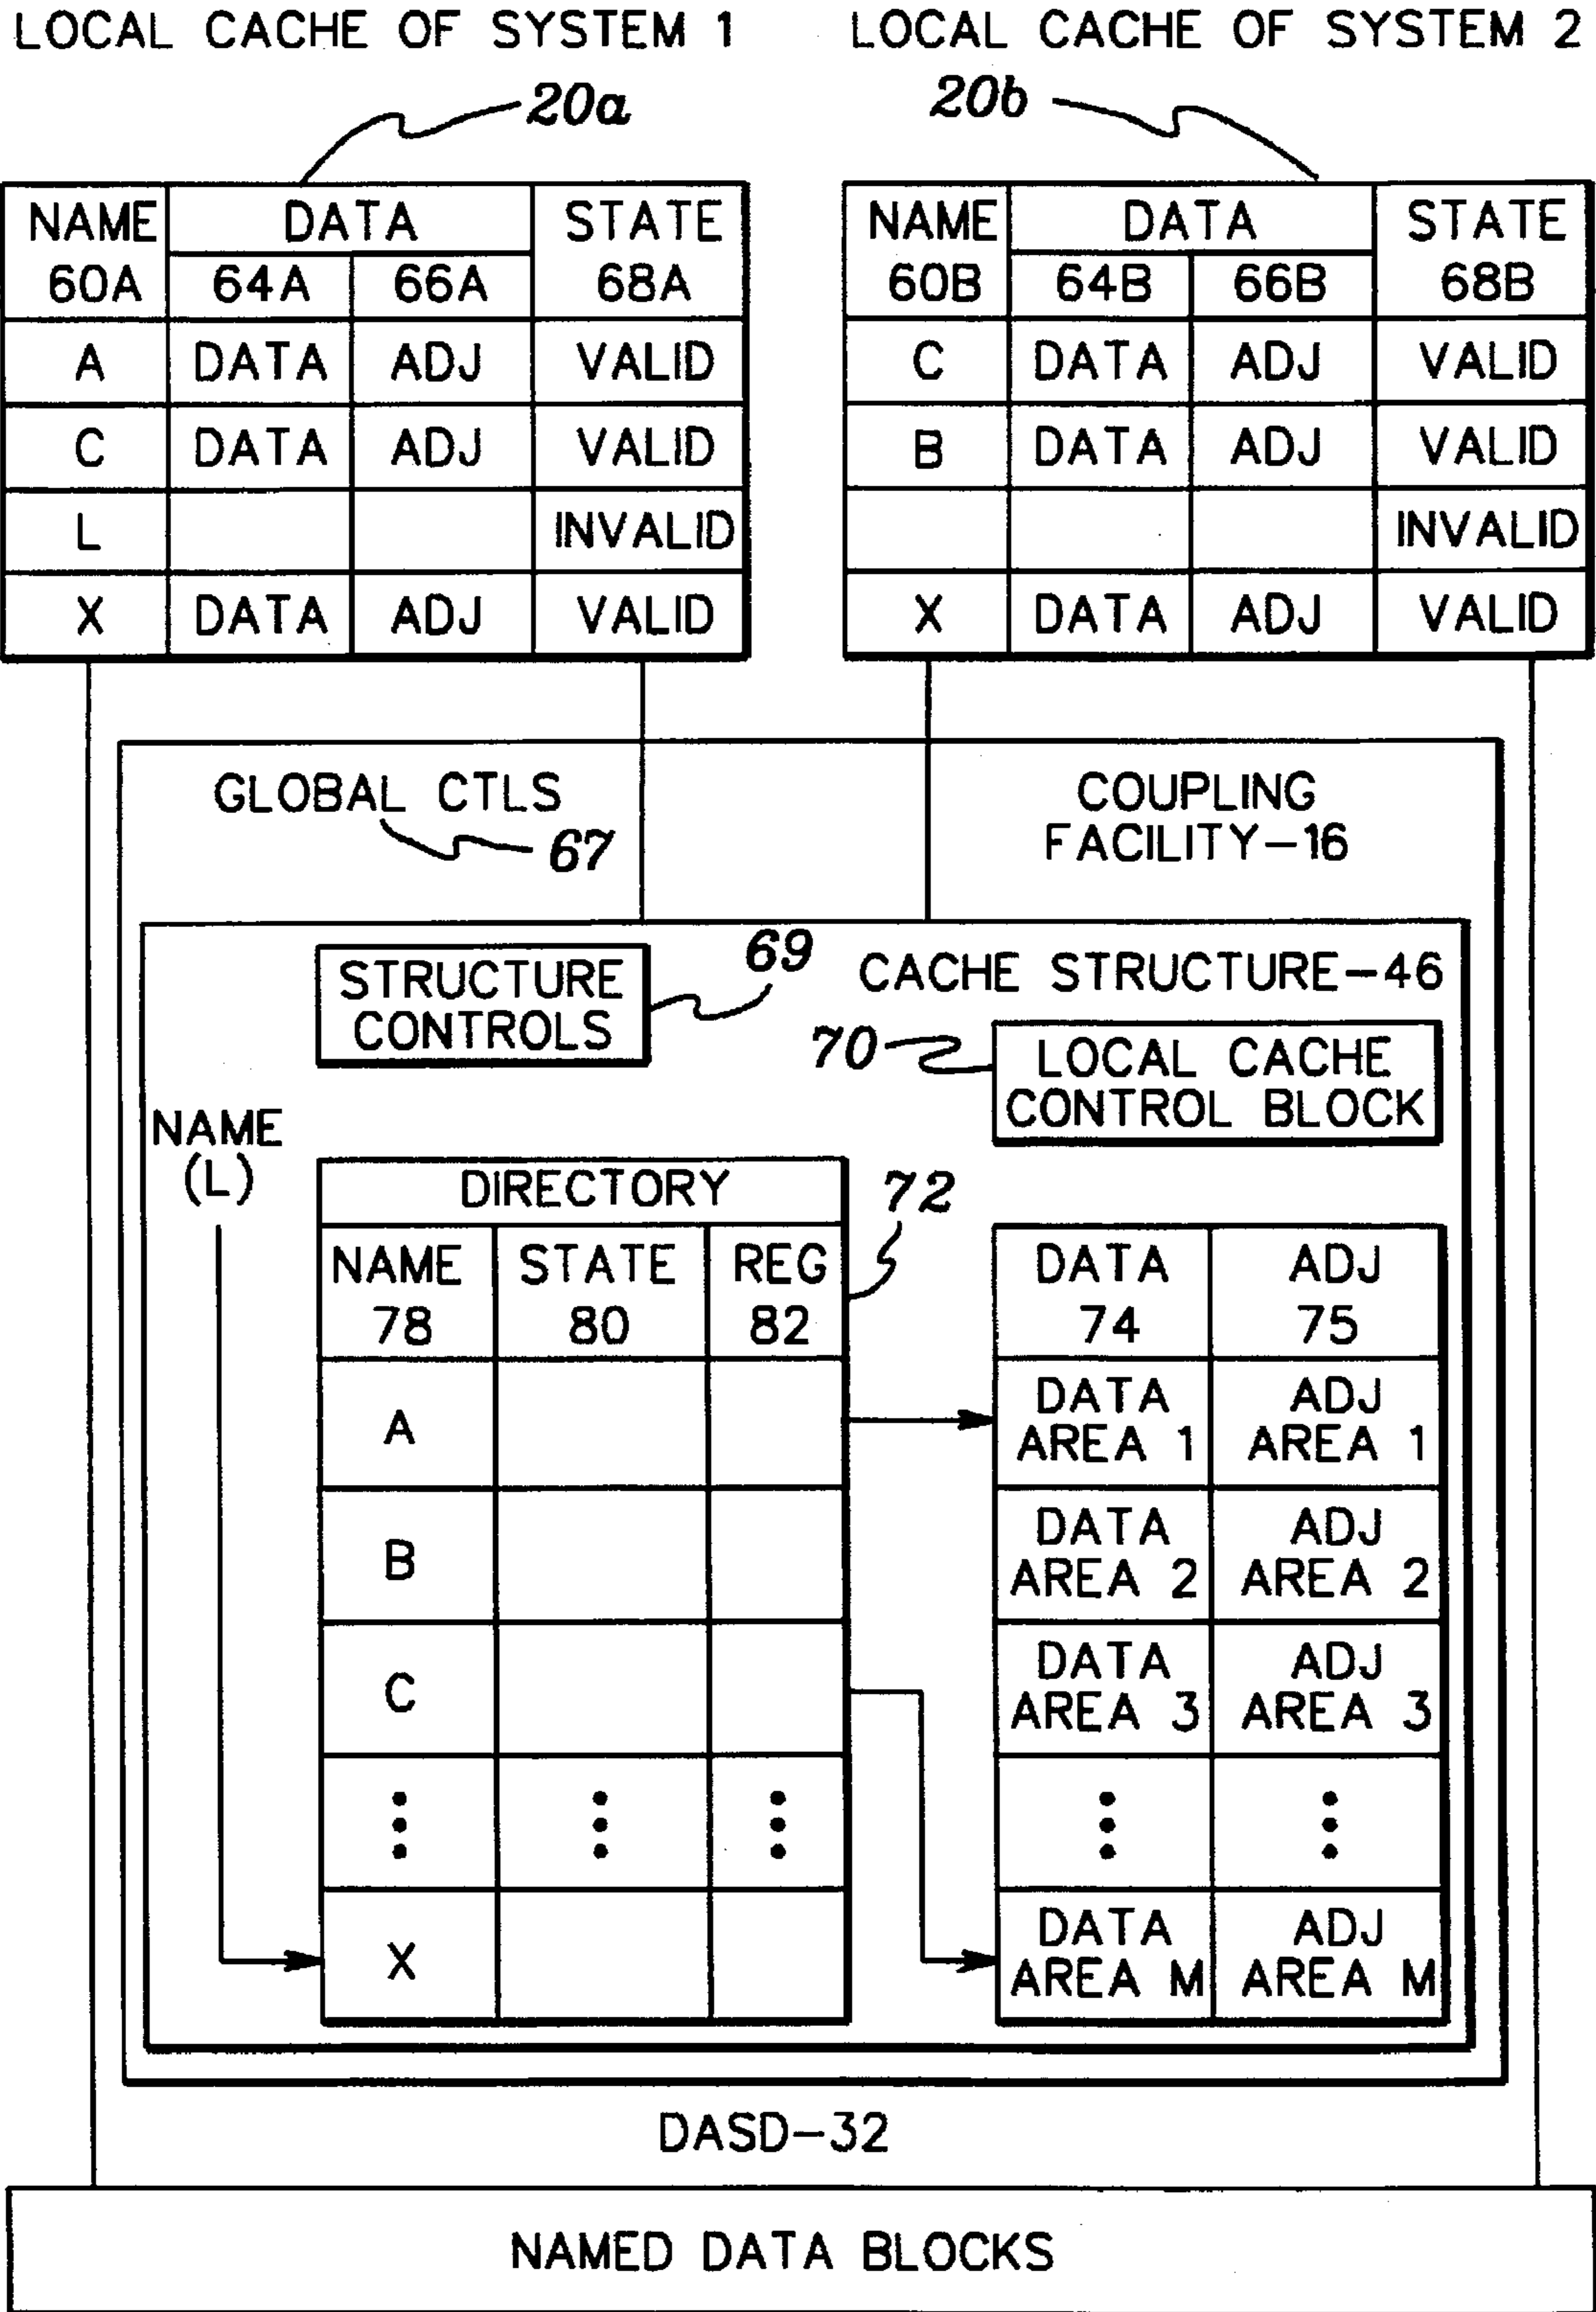 LOCAL CACHE OF SYSTEM 1
LOCAL CACHE OF SYSTEM 2
20a
20b
NAME DATA STATE
60A 64A 66A 68A
A DATA ADJ VALID
C DATA ADJ VALID
L INVALID
X DATA ADJ VALID
NAME DATA STATE
60B 64B 66B 68B
C DATA ADJ VALID
B DATA ADJ VALID
INVALID
X DATA ADJ VALID
GLOBAL CTLS
67
COUPLING
FACILITY-16
STRUCTURE
CONTROLS
69
CACHE STRUCTURE-46
70
LOCAL CACHE
CONTROL BLOCK
NAME
(L)
DIRECTORY
72
NAME STATE REG
78 80 82
A
B
C
X
DATA ADJ
74 75
DATA ADJ
AREA 1 AREA 1
DATA ADJ
AREA 2 AREA 2
DATA ADJ
AREA 3 AREA 3
DATA ADJ
AREA M AREA M
DASD-32
NAMED DATA BLOCKS